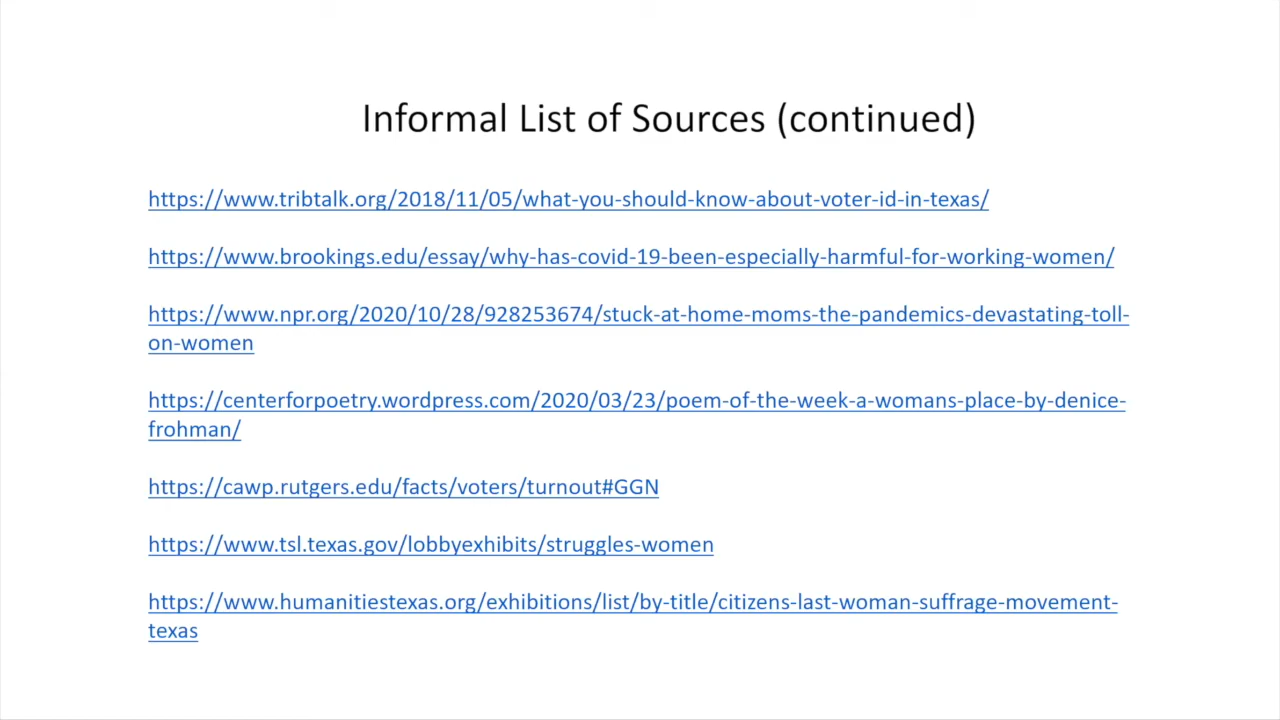 Informal List of Sources (continued)
https://www.tribtalk.org/2018/11/05/what-you-should-know-about-voter-id-in-texas/
https://www.brookings.edu/essay/why-has-covid-19-been-especially-harmful-for-working-women/
https://www.npr.org/2020/10/28/928253674/stuck-at-home-moms-the-pandemics-devastating-toll-
on-women
https://centerforpoetry.wordpress.com/2020/03/23/poem-of-the-week-a-womans-place-by-denice-
frohman/
https://cawp.rutgers.edu/facts/voters/turnout#GGN
https://www.tsl.texas.gov/lobbyexhibits/struggles-women
https://www.humanitiestexas.org/exhibitions/list/by-title/citizens-last-woman-suffrage-movement-
texas